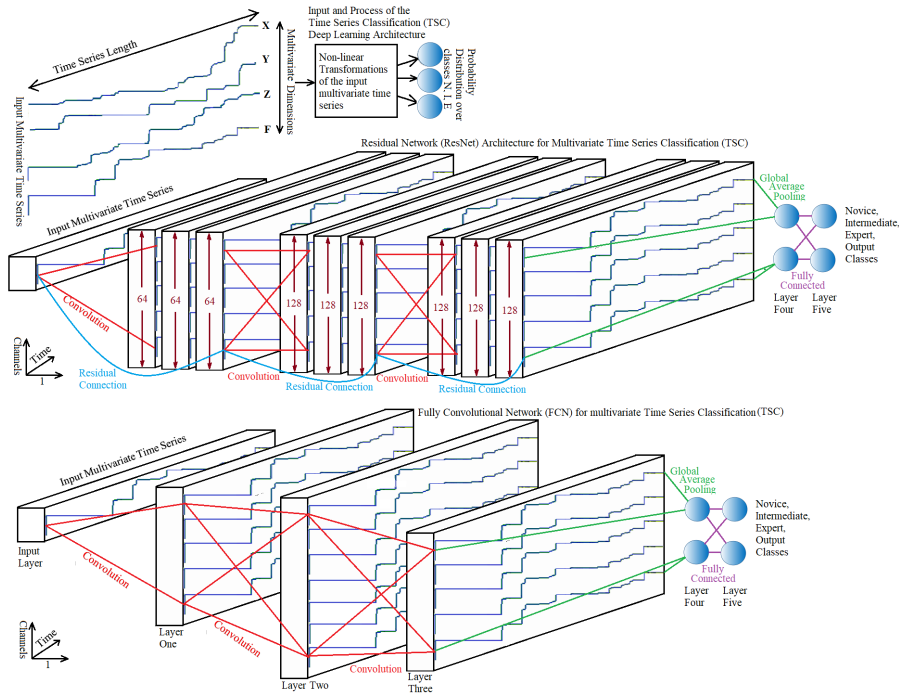 Input and Process of the
Time Series Classification (TSC)
Deep Learning Architecture
Time Series Length
Input Multivariate Time Series
X
Y
Z
F
Multivariate Dimensions
Non-linear
Transformations
of the input
multivariate time
series
Probability
Distribution over
classes N. I. E
Residual Network (ResNet) Architecture for Multivariate Time Series Classification (TSC)
Input Multivariate Time Series
Convolution
64
64
64
128
128
128
128
128
128
Residual
Connection
Convolution
Residual Connection
Convolution
Residual Connection
Global
Average
Pooling
Fully
Connected
Layer
Four
Layer
Five
Novice,
Intermediate,
Expert,
Output
Classes
Channels
Time
1
Fully Convolutional Network (FCN) for multivariate Time Series Classification (TSC)
Input Multivariate Time Series
Input
Layer
Convolution
Layer
One
Convolution
Layer Two
Convolution
Layer
Three
Global
Average
Pooling
Fully
Connected
Layer
Four
Layer
Five
Novice,
Intermediate,
Expert,
Output
Classes
Channels
Time
1